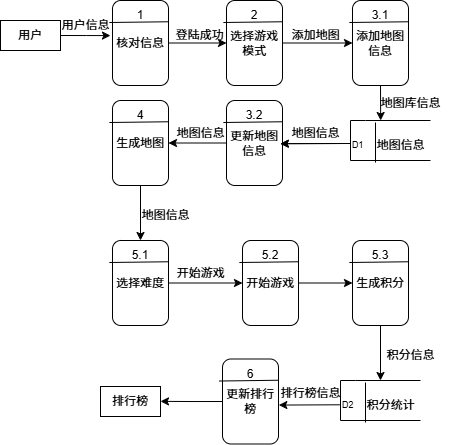 用户
用户信息
1
核对信息
登陆成功
2
选择游戏
模式
添加地图
3.1
添加地图
信息
地图库信息
4
生成地图
地图信息
3.2
更新地图
信息
地图信息
D1
地图信息
地图信息
5.1
选择难度
开始游戏
5.2
开始游戏
5.3
生成积分
积分信息
排行榜
6
更新排行
榜
排行榜信息
D2
积分统计